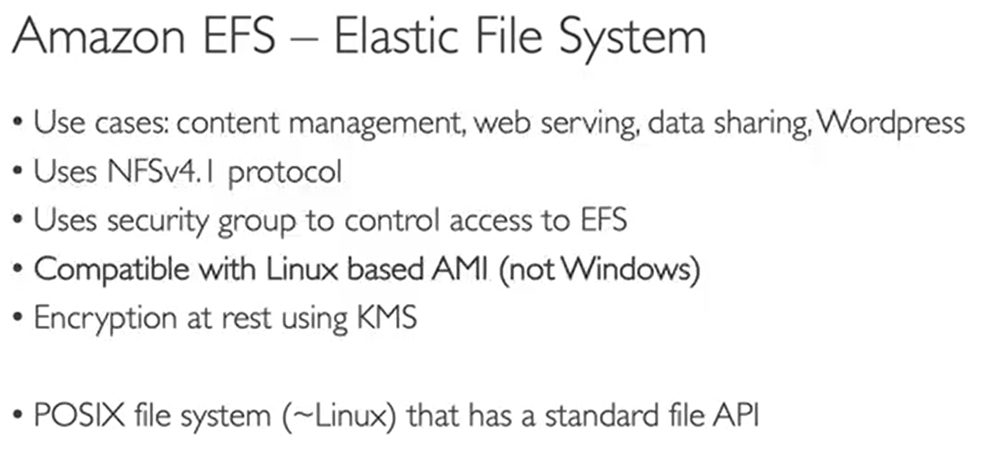 Amazon EFS – Elastic File System
• Use cases: content management, web serving, data sharing, Wordpress
• Uses NFSv4.1 protocol
• Uses security group to control access to EFS
• Compatible with Linux based AMI (not Windows)
• Encryption at rest using KMS
• POSIX file system (~Linux) that has a standard file API